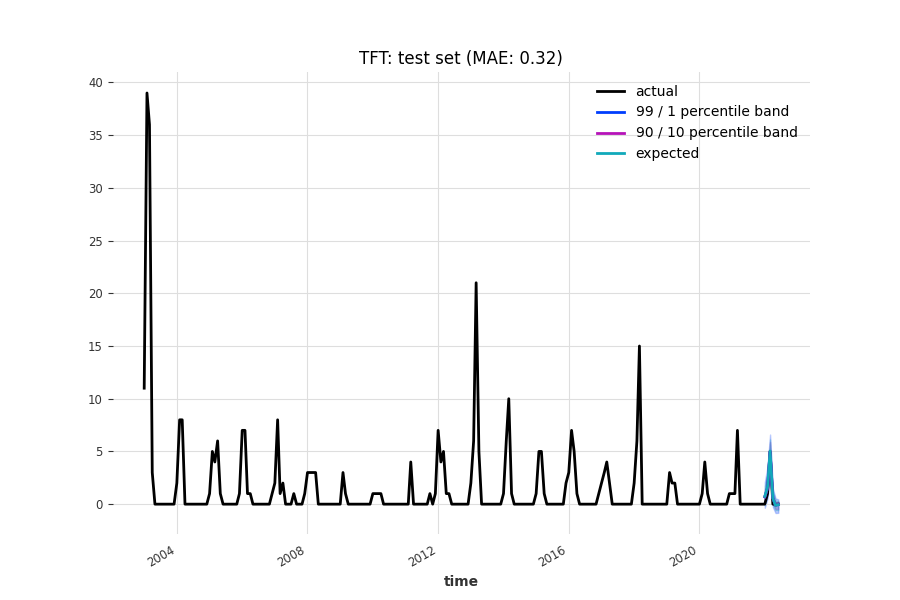 TFT: test set (MAE: 0.32)
actual
99 / 1 percentile band
90 / 10 percentile band
expected
40
35
30
25
20
15
10
5
0
2004
2008
2012
2016
2020
time